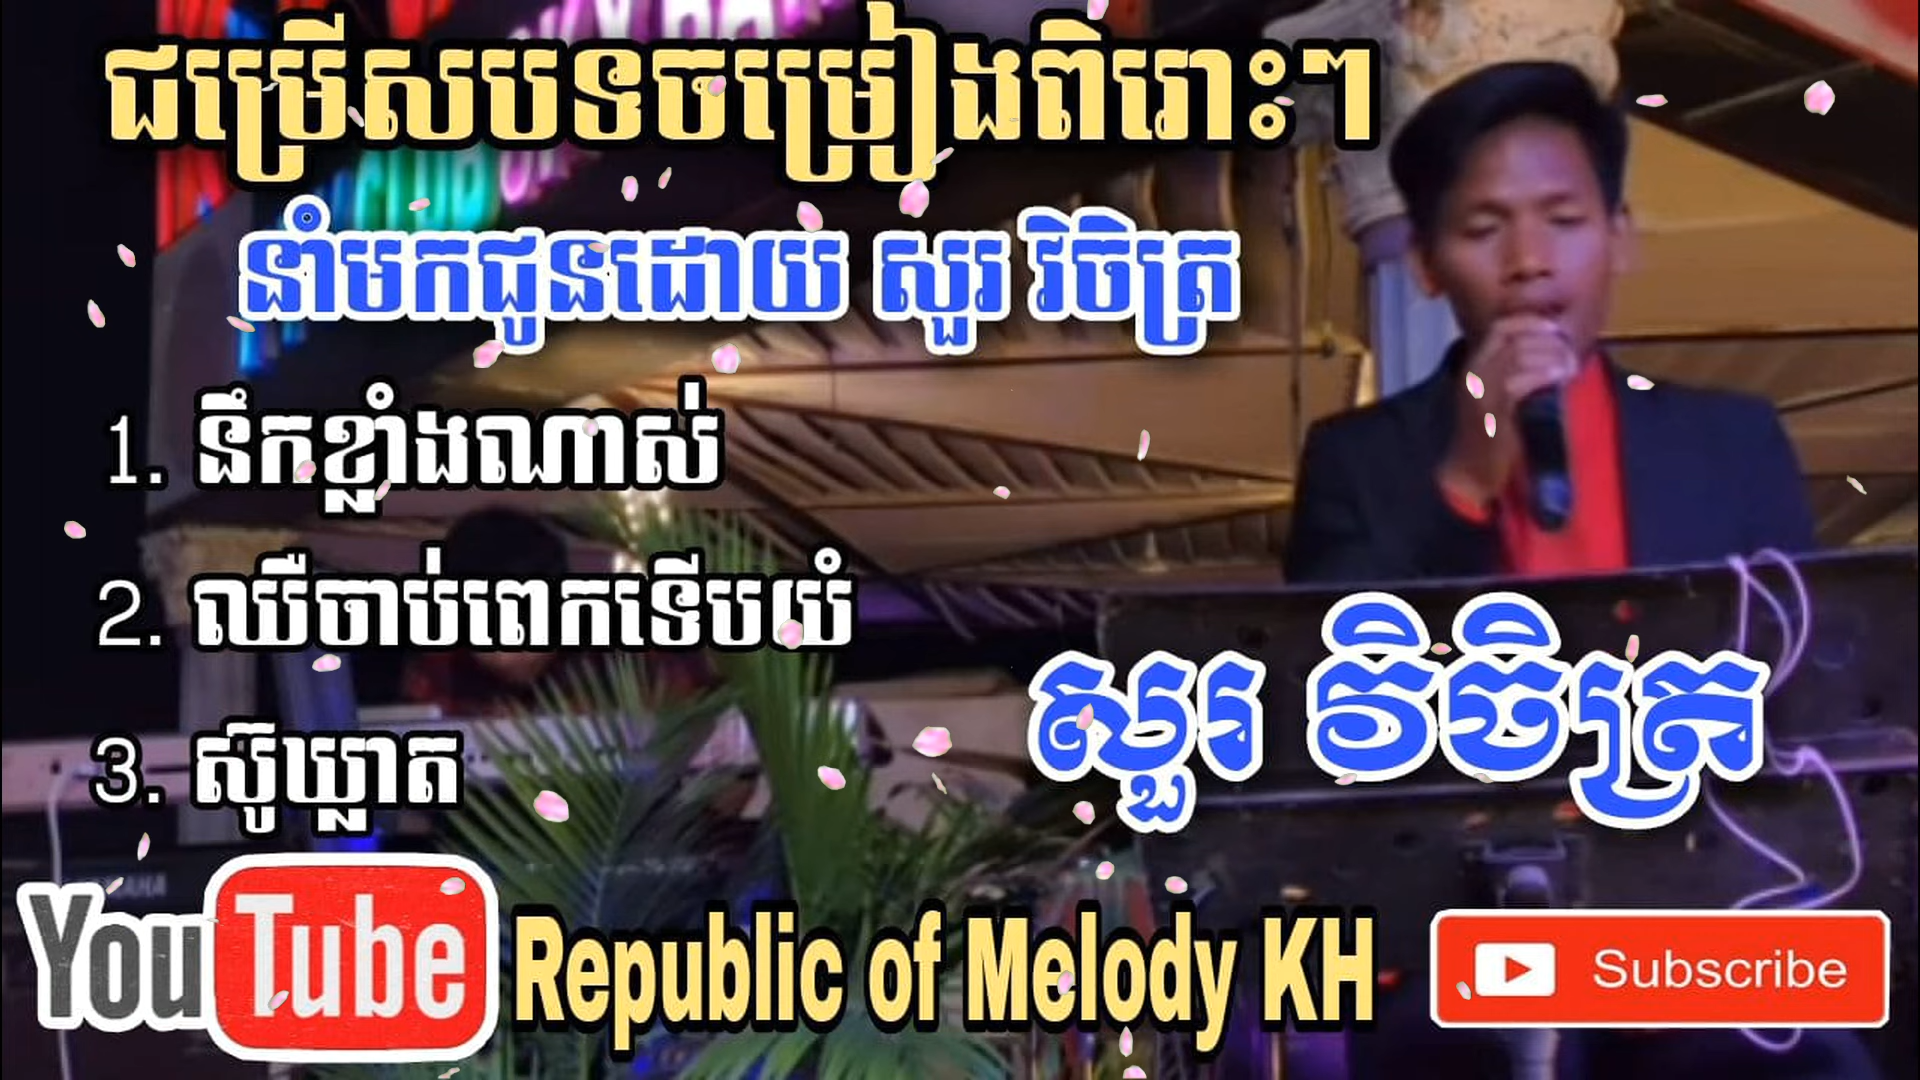 ជម្រើសបទចម្រៀងពិរោះៗ
នាំមកជូនដោយ សួរ វិចិត្រ
1. នឹកខ្លាំងណាស់
2. ឈឺចាប់ពេកទើបយំ
3. ស៊ូឃ្លាត
សួរ វិចិត្រ
YouTube Republic of Melody KH Subscribe